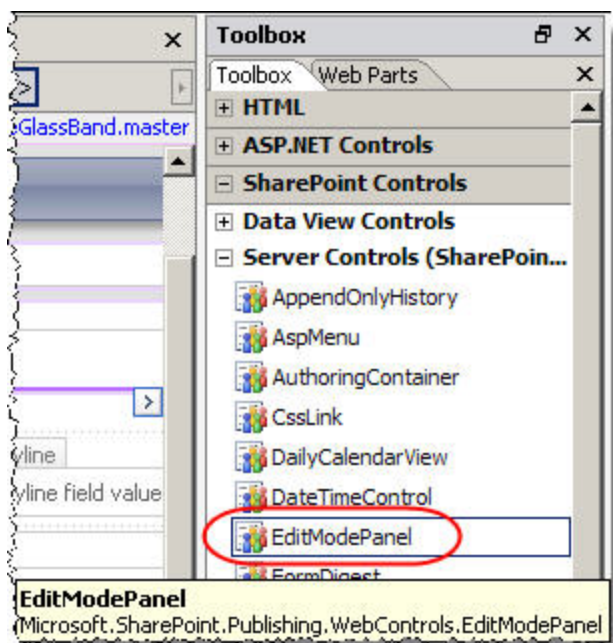 Toolbox
Toolbox
Web Parts
GlassBand.master
HTML
ASP.NET Controls
SharePoint Controls
Data View Controls
Server Controls (SharePoin...
AppendOnlyHistory
AspMenu
AuthoringContainer
CssLink
yline
DailyCalendarView
yline field value
DateTimeControl
EditModePanel
FormDigest
EditModePanel
(Microsoft.SharePoint.Publishing.WebControls.EditModePanel